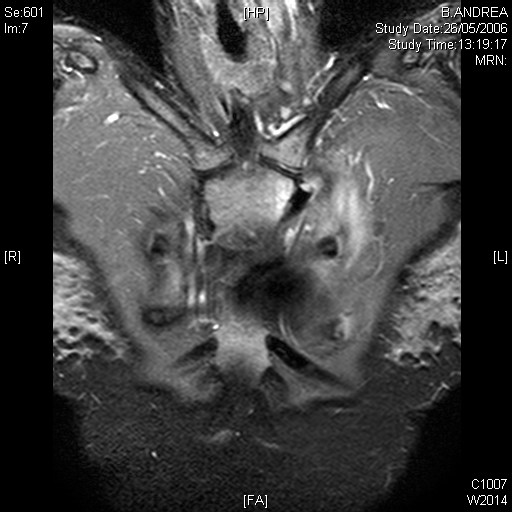 Se:601
Im:7
[HP]
B.ANDREA
Study Date:26/05/2006
Study Time:13:19:17
MRN:
[R]
[L]
[FA]
C1007
W2014